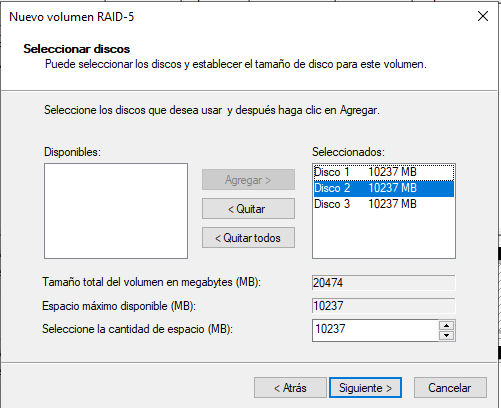 Nuevo volumen RAID-5
Seleccionar discos
Puede seleccionar los discos y establecer el tamaño de disco para este volumen.
Seleccione los discos que desea usar y después haga clic en Agregar.
Disponibles:
Seleccionados:
Agregar >
< Quitar
< Quitar todos
Disco 1 10237 MB
Disco 2 10237 MB
Disco 3 10237 MB
Tamaño total del volumen en megabytes (MB): 20474
Espacio máximo disponible (MB): 10237
Seleccione la cantidad de espacio (MB): 10237
< Atrás Siguiente > Cancelar